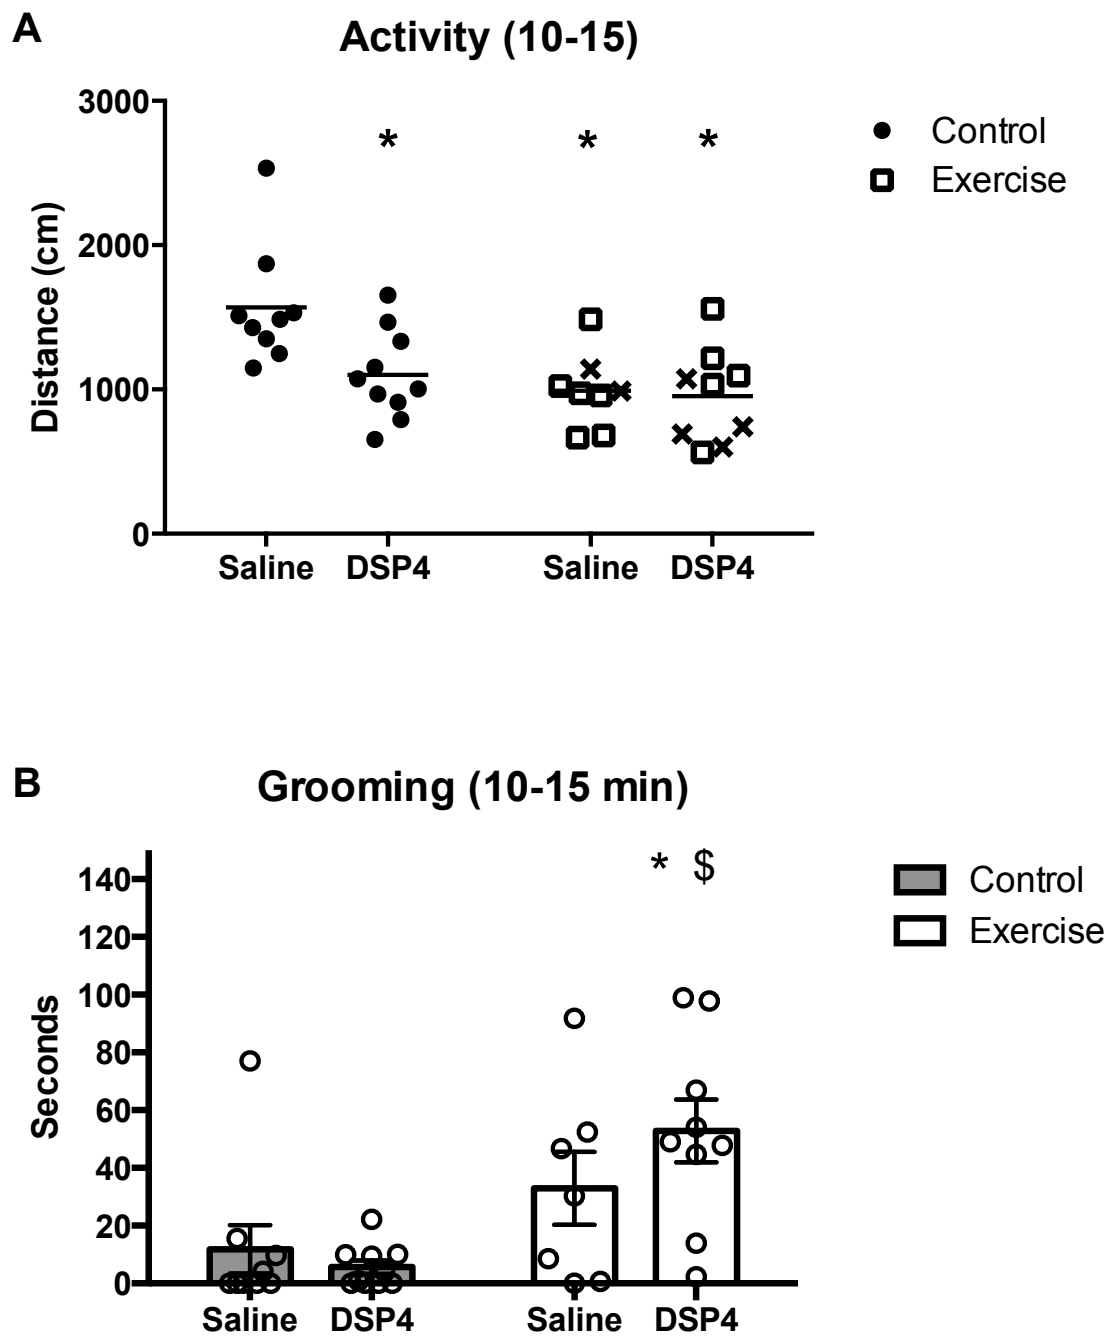 A
Activity (10-15)
3000
2000
1000
0
Distance (cm)
* * *
Control
Exercise
Saline DSP4 Saline DSP4
B
Grooming (10-15 min)
140
120
100
80
60
40
20
0
Seconds
* $
Control
Exercise
Saline DSP4 Saline DSP4